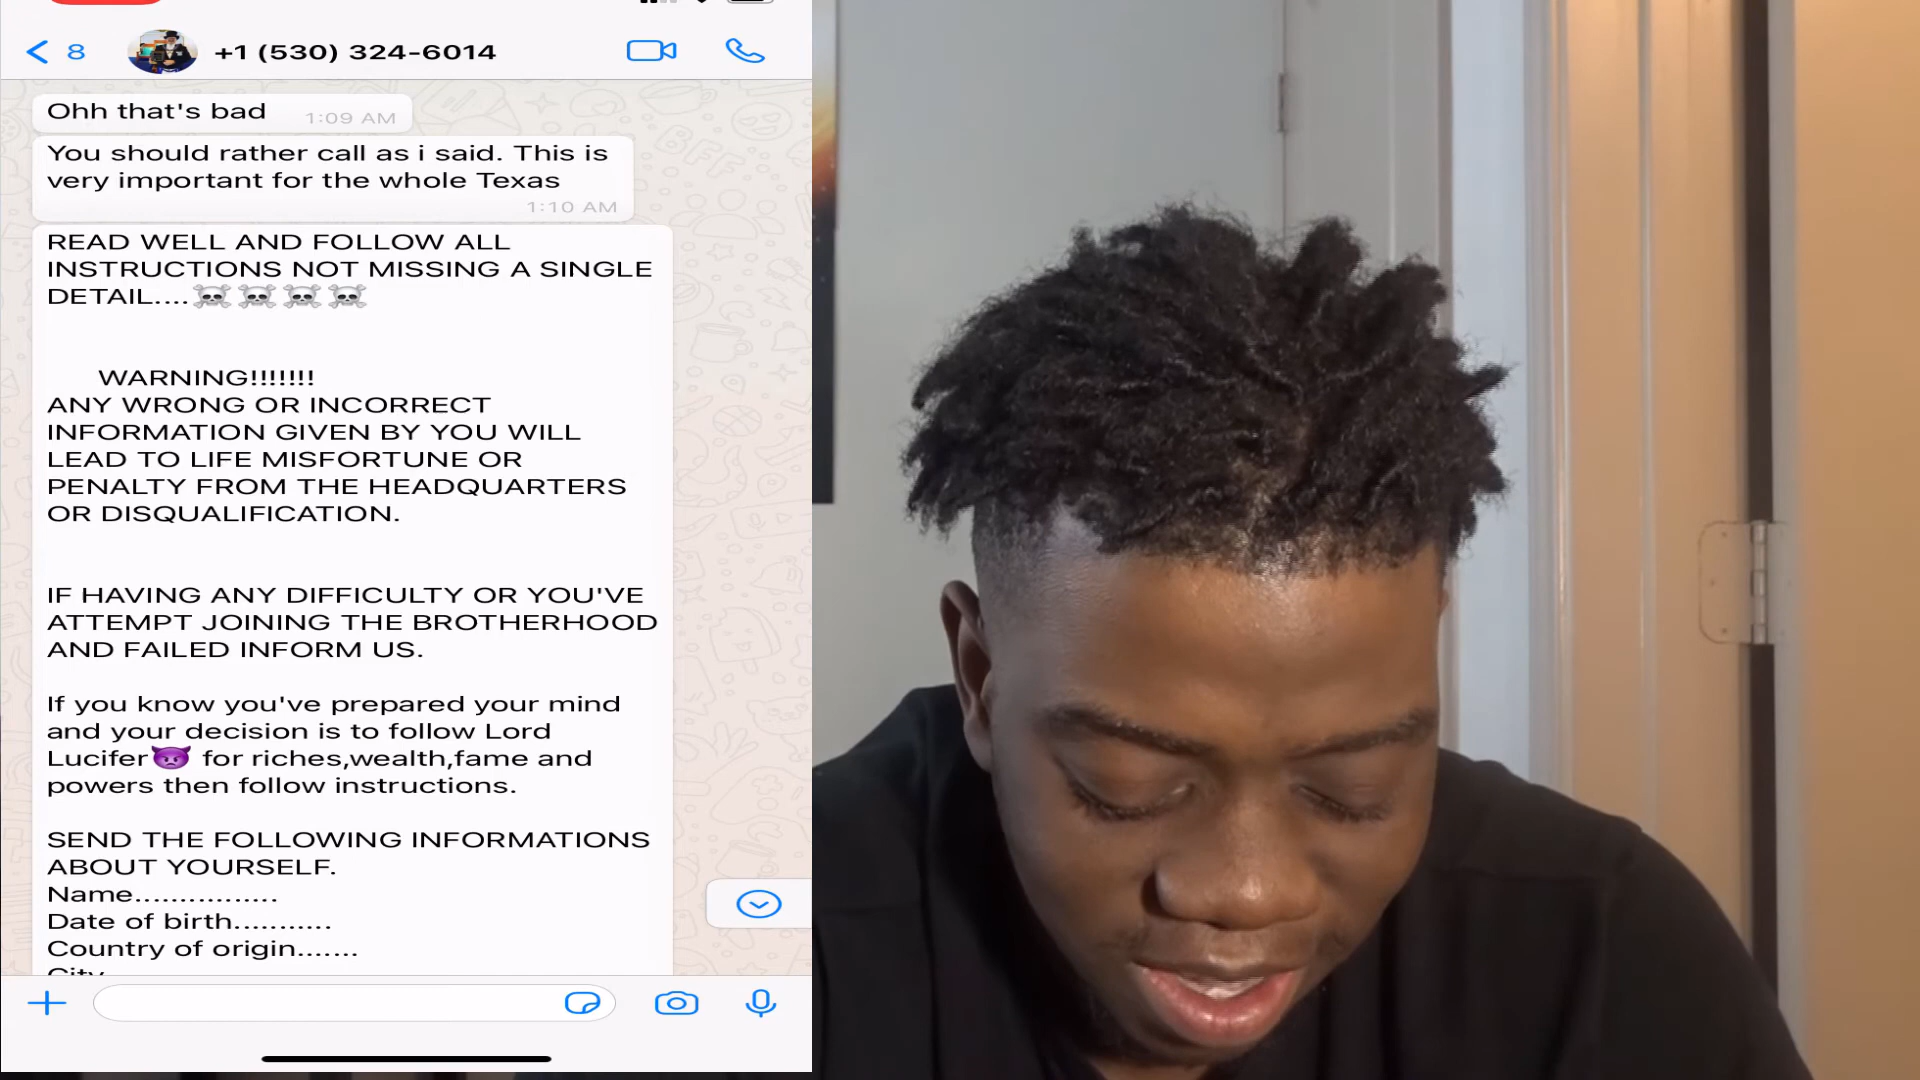 8
+1 (530) 324-6014
Ohh that's bad
1:09 AM
You should rather call as i said. This is
very important for the whole Texas
1:10 AM
READ WELL AND FOLLOW ALL
INSTRUCTIONS NOT MISSING A SINGLE
DETAIL....☠️☠️☠️☠️
WARNING!!!!!!!
ANY WRONG OR INCORRECT
INFORMATION GIVEN BY YOU WILL
LEAD TO LIFE MISFORTUNE OR
PENALTY FROM THE HEADQUARTERS
OR DISQUALIFICATION.
IF HAVING ANY DIFFICULTY OR YOU'VE
ATTEMPT JOINING THE BROTHERHOOD
AND FAILED INFORM US.
If you know you've prepared your mind
and your decision is to follow Lord
Lucifer👿 for riches,wealth,fame and
powers then follow instructions.
SEND THE FOLLOWING INFORMATIONS
ABOUT YOURSELF.
Name................
Date of birth...........
Country of origin.......
City